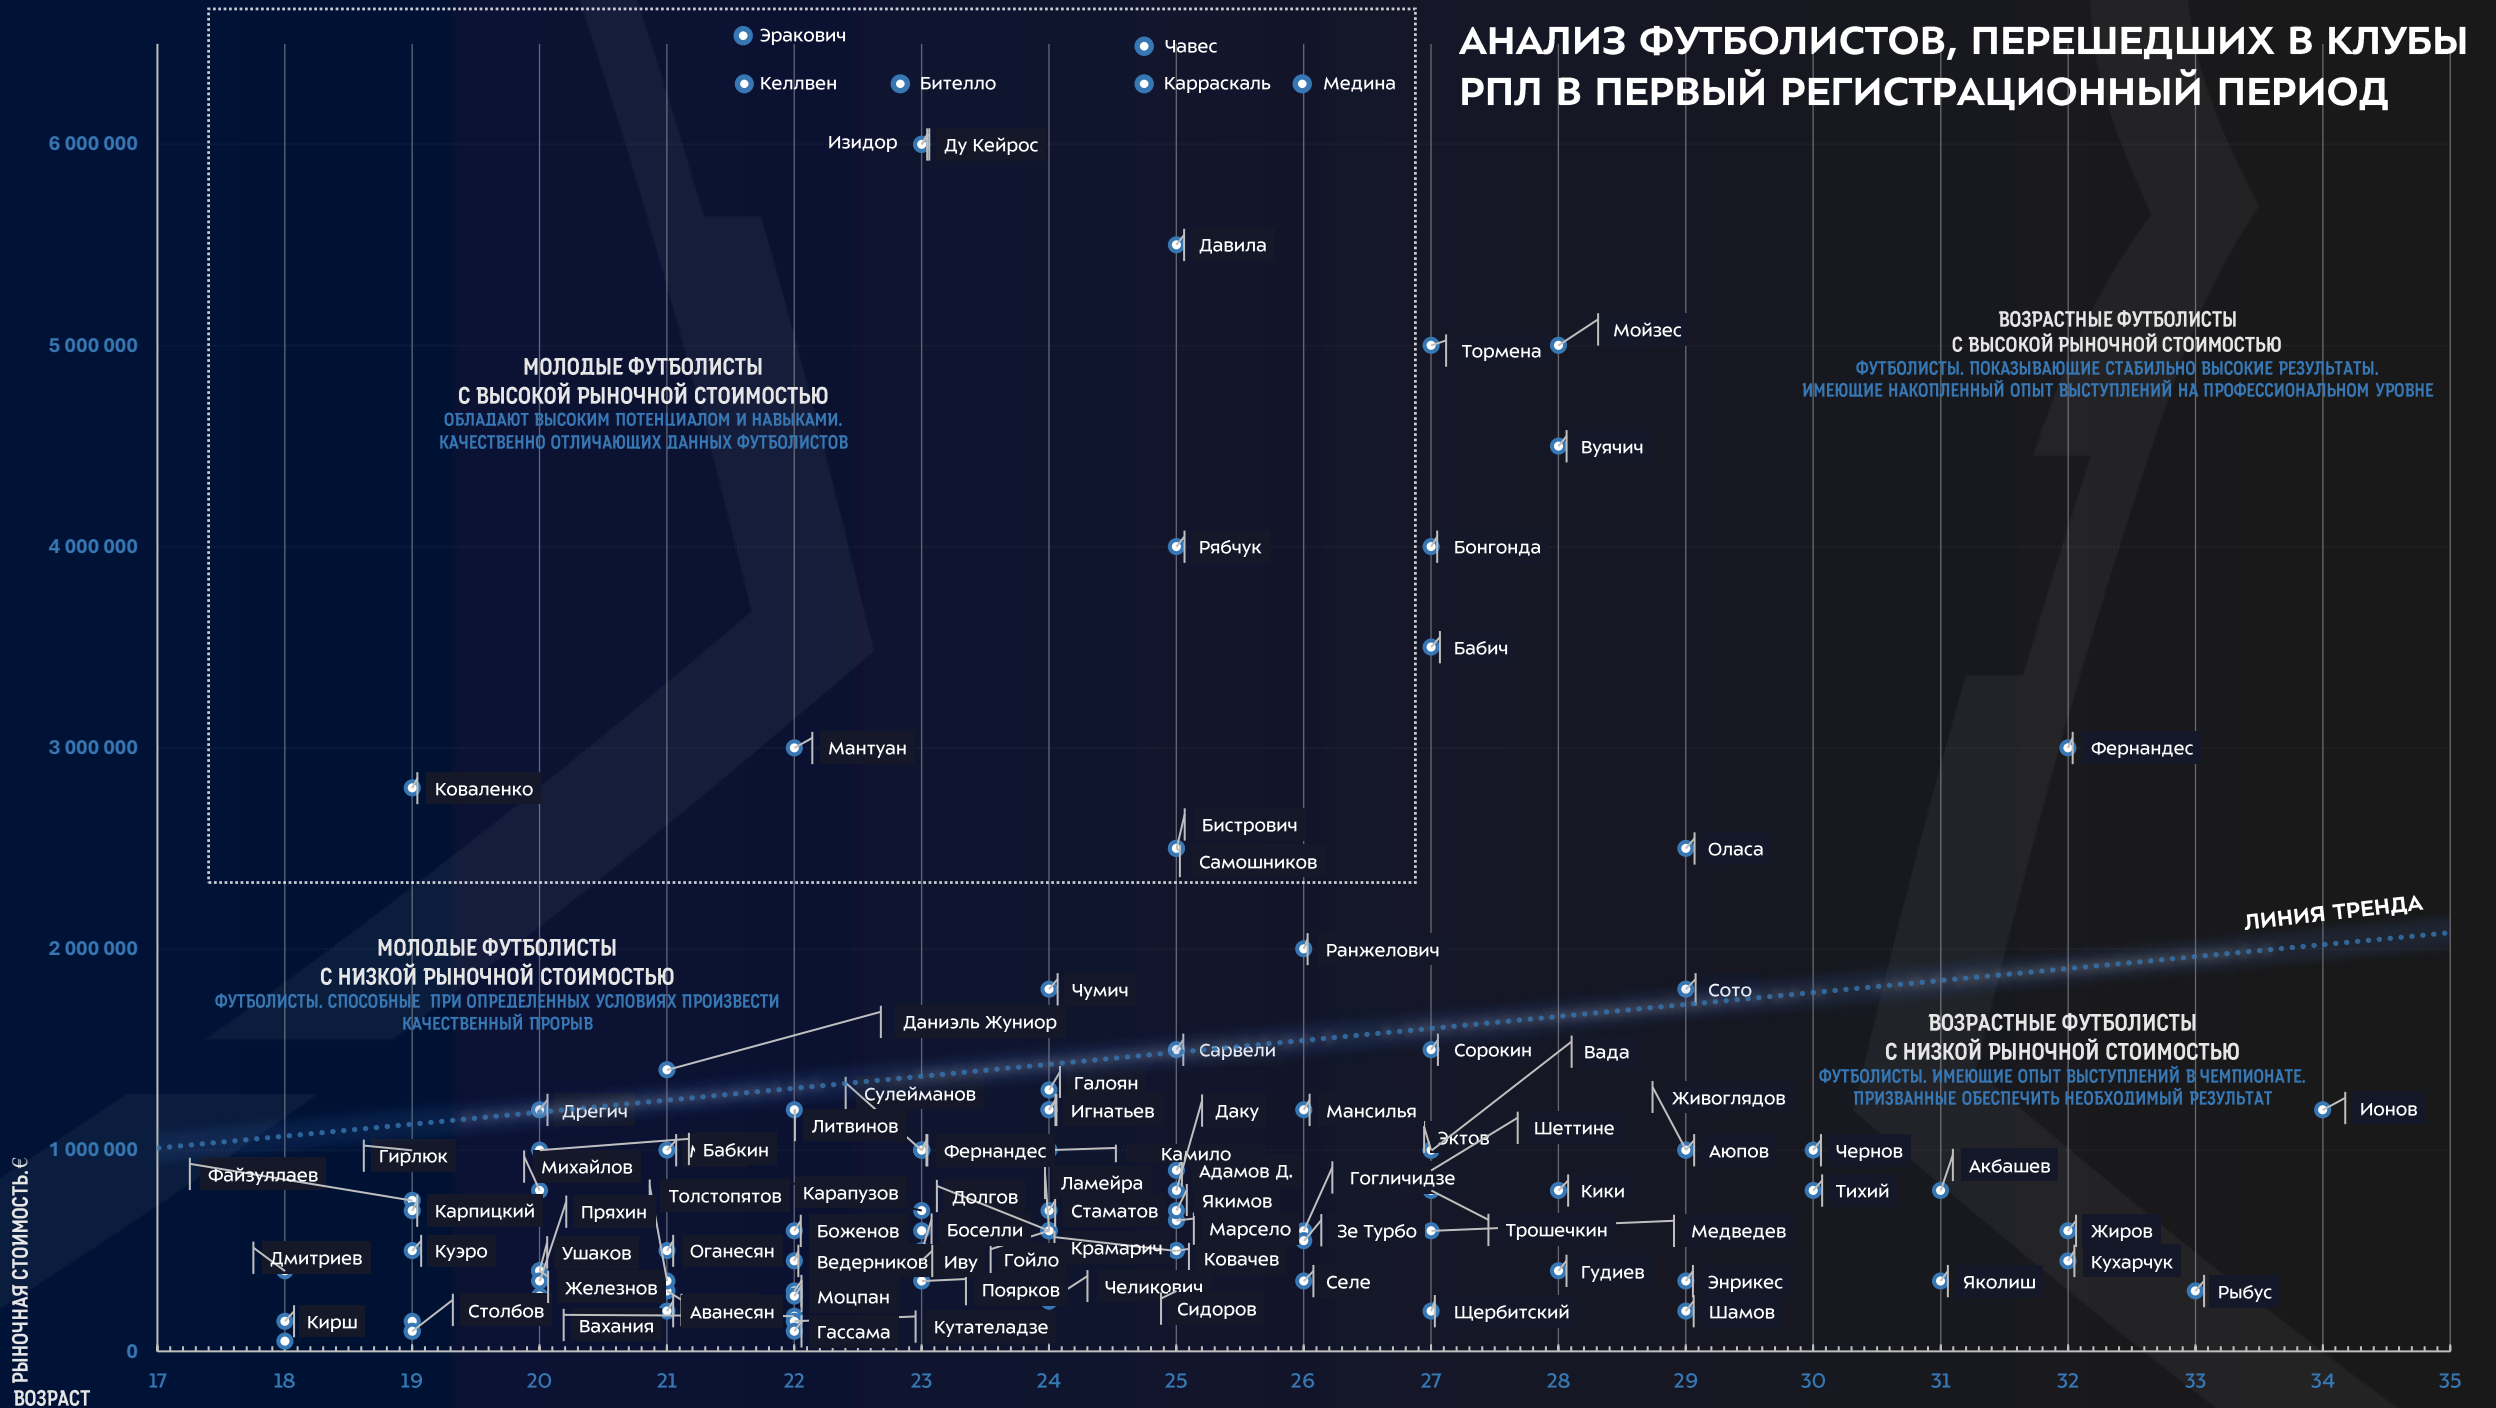 АНАЛИЗ ФУТБОЛИСТОВ, ПЕРЕШЕДШИХ В КЛУБЫ
РПЛ В ПЕРВЫЙ РЕГИСТРАЦИОННЫЙ ПЕРИОД
Эракович
Чавес
Келлвен
Бителло
Карраскаль
Медина
6 000 000
Изидор
Ду Кейрос
Давила
5 000 000
Тормена
Мойзес
ВОЗРАСТНЫЕ ФУТБОЛИСТЫ
С ВЫСОКОЙ РЫНОЧНОЙ СТОИМОСТЬЮ
ФУТБОЛИСТЫ. ПОКАЗЫВАЮЩИЕ СТАБИЛЬНО ВЫСОКИЕ РЕЗУЛЬТАТЫ.
ИМЕЮЩИЕ НАКОПЛЕННЫЙ ОПЫТ ВЫСТУПЛЕНИЙ НА ПРОФЕССИОНАЛЬНОМ УРОВНЕ
МОЛОДЫЕ ФУТБОЛИСТЫ
С ВЫСОКОЙ РЫНОЧНОЙ СТОИМОСТЬЮ
ОБЛАДАЮТ ВЫСОКИМ ПОТЕНЦИАЛОМ И НАВЫКАМИ.
КАЧЕСТВЕННО ОТЛИЧАЮЩИХ ДАННЫХ ФУТБОЛИСТОВ
Вуячич
4 000 000
Рябчук
Бонгонда
Бабич
3 000 000
Мантуан
Фернандес
Коваленко
Бистрович
Самошников
Оласа
ЛИНИЯ ТРЕНДА
2 000 000
МОЛОДЫЕ ФУТБОЛИСТЫ
С НИЗКОЙ РЫНОЧНОЙ СТОИМОСТЬЮ
ФУТБОЛИСТЫ. СПОСОБНЫЕ ПРИ ОПРЕДЕЛЕННЫХ УСЛОВИЯХ ПРОИЗВЕСТИ
КАЧЕСТВЕННЫЙ ПРОРЫВ
Ранжелович
Чумич
Сото
Даниэль Жуниор
ВОЗРАСТНЫЕ ФУТБОЛИСТЫ
С НИЗКОЙ РЫНОЧНОЙ СТОИМОСТЬЮ
ФУТБОЛИСТЫ. ИМЕЮЩИЕ ОПЫТ ВЫСТУПЛЕНИЙ В ЧЕМПИОНАТЕ.
ПРИЗВАННЫЕ ОБЕСПЕЧИТЬ НЕОБХОДИМЫЙ РЕЗУЛЬТАТ
Сарвели
Сорокин
Вада
Галоян
Сулейманов
Живоглядов
Дрегич
Игнатьев
Даку
Мансилья
Ионов
Литвинов
Шеттине
Эктов
1 000 000
Гирлюк
Бабкин
Фернандес
Камило
Аюпов
Чернов
Файзуллаев
Михайлов
Адамов Д.
Гогличидзе
Акбашев
Толстопятов
Карапузов
Долгов
Ламейра
Якимов
Кики
Тихий
Карпицкий
Пряхин
Стаматов
Боженов
Боселли
Марсело
Зе Турбо
Трошечкин
Медведев
Жиров
Дмитриев
Куэро
Ушаков
Оганесян
Ведерников
Иву
Гойло
Крамарич
Ковачев
Кухарчук
Железнов
Моцпан
Поярков
Челикович
Селе
Гудиев
Энрикес
Яколиш
Рыбус
Кирш
Столбов
Вахания
Аванесян
Гассама
Кутателадзе
Сидоров
Щербитский
Шамов
0
РЫНОЧНАЯ СТОИМОСТЬ.€
17 18 19 20 21 22 23 24 25 26 27 28 29 30 31 32 33 34 35
ВОЗРАСТ